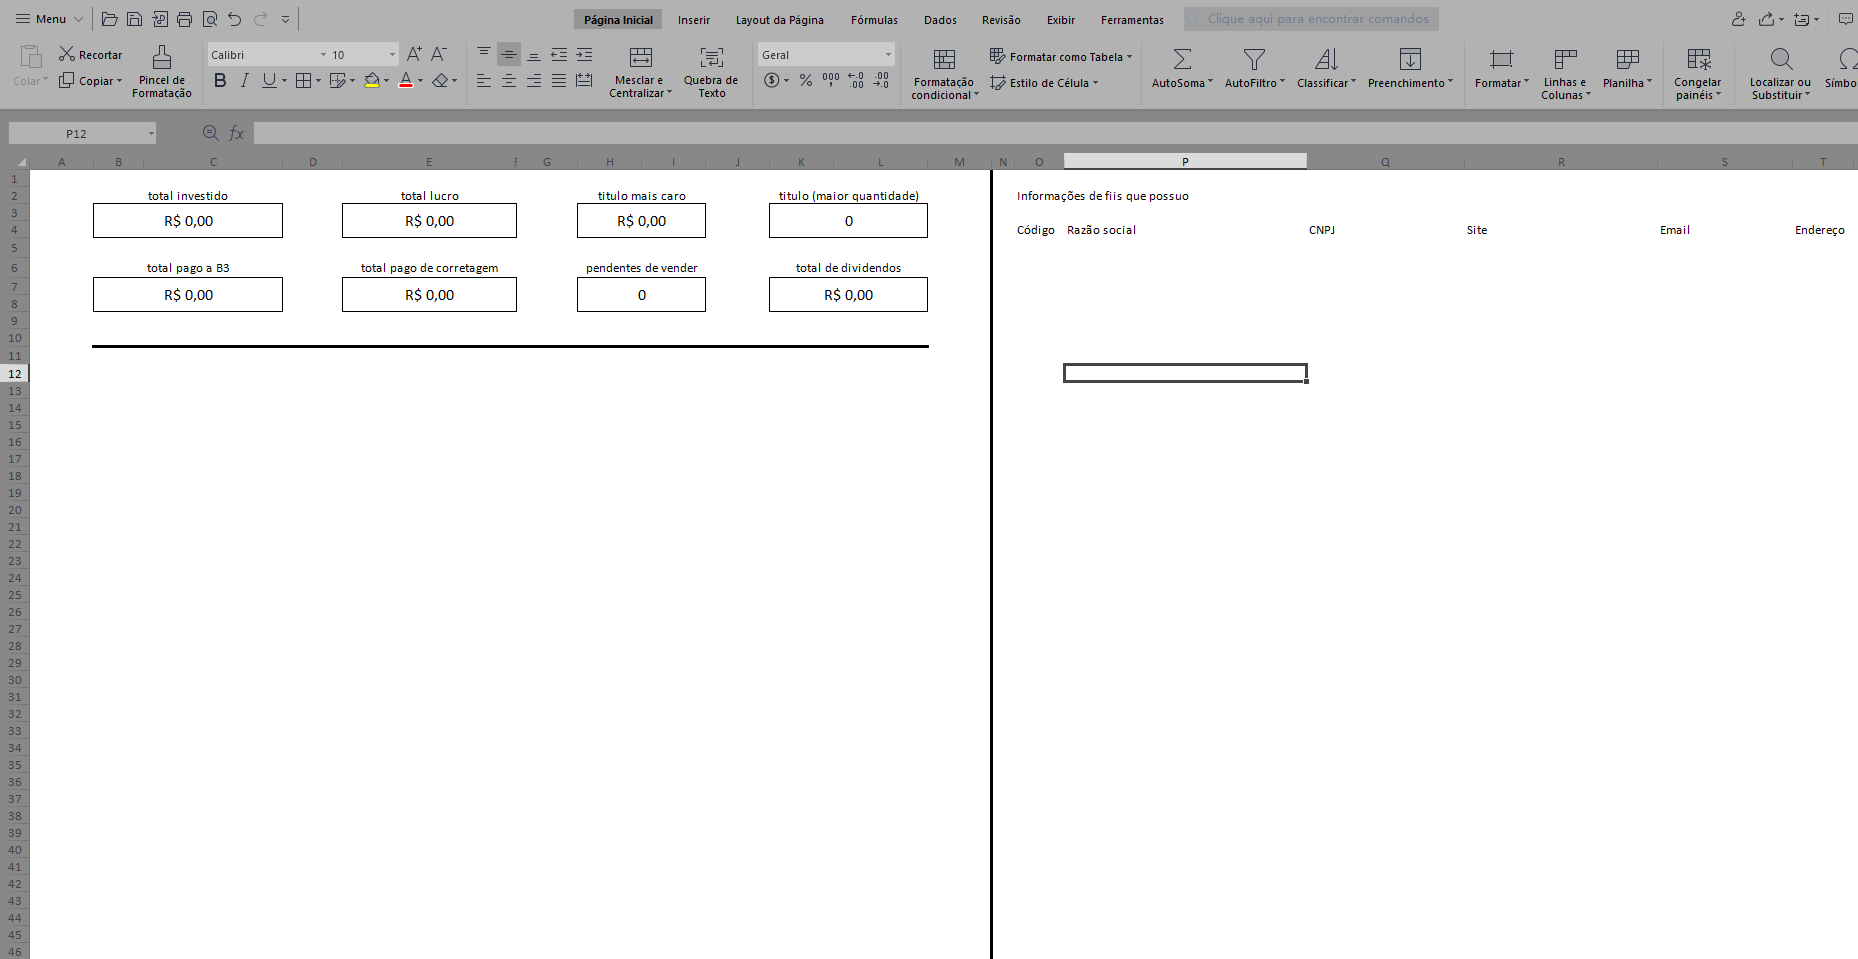 Menu
Página Inicial Inserir Layout da Página Fórmulas Dados Revisão Exibir Ferramentas Clique aqui para encontrar comandos
Colar Recortar Copiar Pincel de Formatação
Calibri 10
B I U A
Mesclar e Centralizar Quebra de Texto
Geral
Formatação condicional Formatar como Tabela Estilo de Célula
AutoSoma AutoFiltro Classificar Preenchimento Formatar Linhas e Colunas Planilha Congelar painéis Localizar ou Substituir Símbo
P12 fx
A B C D E G H I J K L M N O P Q R S T
1
2 total investido total lucro titulo mais caro titulo (maior quantidade) Informações de fiis que possuo
3 R$ 0,00 R$ 0,00 R$ 0,00 0
4 Código Razão social CNPJ Site Email Endereço
5
6 total pago a B3 total pago de corretagem pendentes de vender total de dividendos
7 R$ 0,00 R$ 0,00 0 R$ 0,00
8
9
10
11
12
13
14
15
16
17
18
19
20
21
22
23
24
25
26
27
28
29
30
31
32
33
34
35
36
37
38
39
40
41
42
43
44
45
46